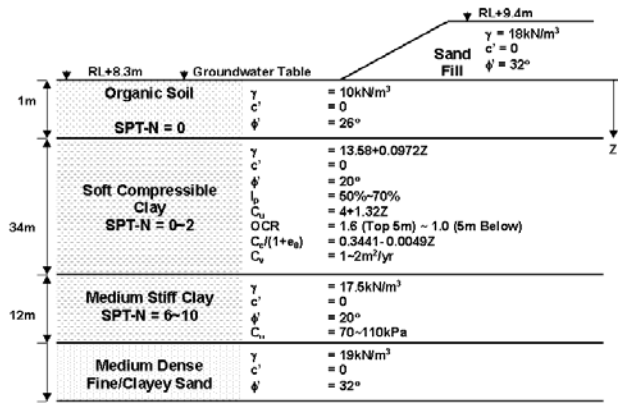 RL+9.4m
γ = 18kN/m³
Sand Fill
c' = 0
ϕ' = 32°
RL+8.3m
Groundwater Table
1m
Organic Soil
SPT-N = 0
γ = 10kN/m³
c' = 0
ϕ' = 26°
Z
34m
Soft Compressible
Clay
SPT-N = 0~2
γ = 13.58+0.0972Z
c' = 0
ϕ' = 20°
Iₚ = 50%~70%
Cᵤ = 4+1.32Z
OCR = 1.6 (Top 5m) ~ 1.0 (5m Below)
C_c/(1+e₀) = 0.3441-0.0049Z
Cᵥ = 1~2m²/yr
12m
Medium Stiff Clay
SPT-N = 6~10
γ = 17.5kN/m³
c' = 0
ϕ' = 20°
Cᵤ = 70~110kPa
Medium Dense
Fine/Clayey Sand
γ = 19kN/m³
c' = 0
ϕ' = 32°